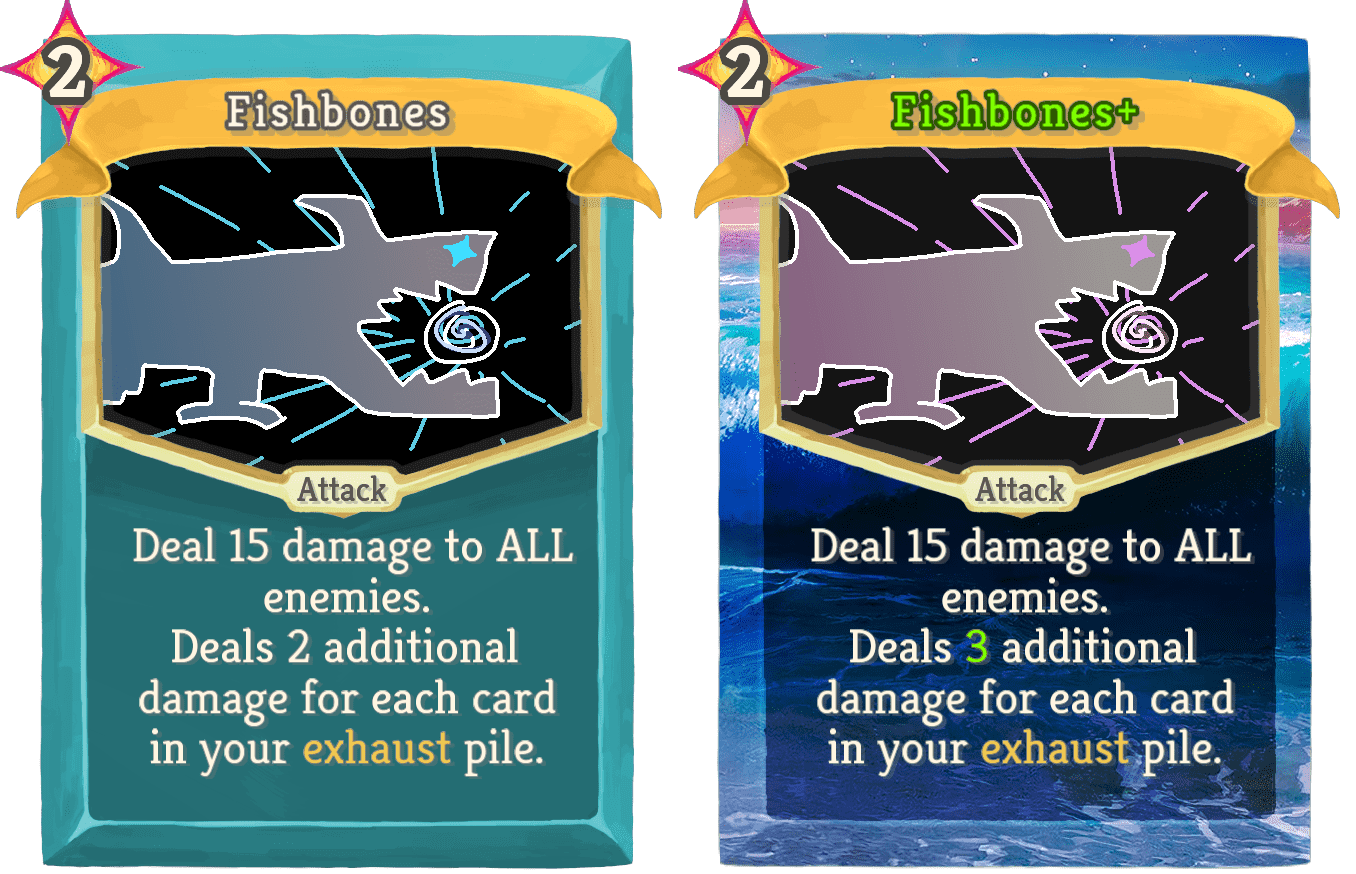 2
Fishbones
Attack
Deal 15 damage to ALL
enemies.
Deals 2 additional
damage for each card
in your exhaust pile.
2
Fishbones+
Attack
Deal 15 damage to ALL
enemies.
Deals 3 additional
damage for each card
in your exhaust pile.